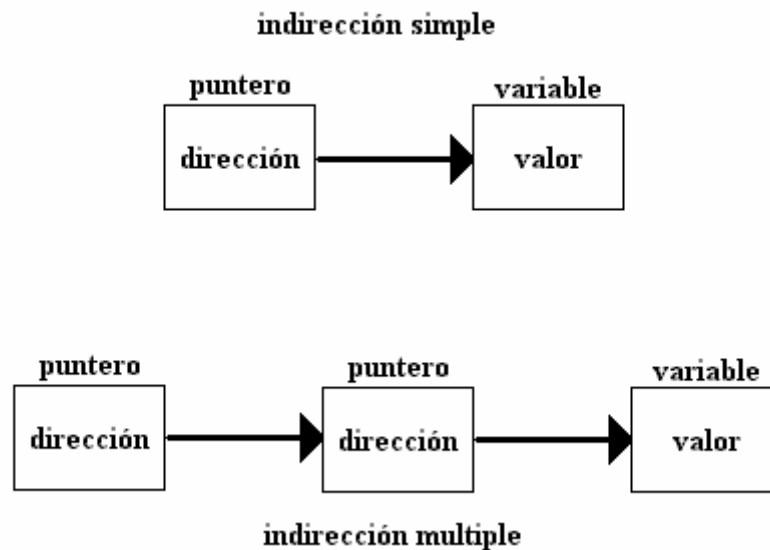 indirección simple
puntero variable
dirección valor
puntero puntero variable
dirección dirección valor
indirección multiple